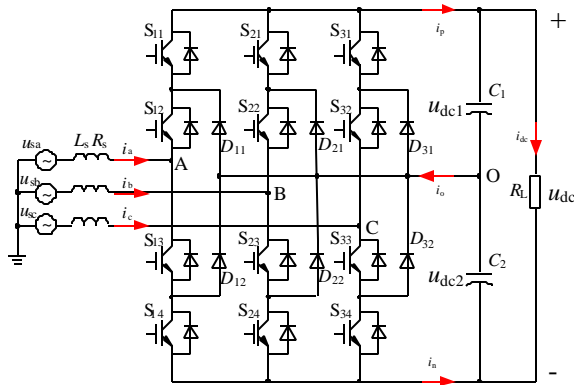 S11 S21 S31 ip +
S12 S22 S32 C1
udc1 idc
usa Ls Rs ia A D11 D21 D31
usb ib B io O RL udc
usc ic C
S13 S23 S33 D32
D12 D22 udc2 C2
S14 S24 S34
in -